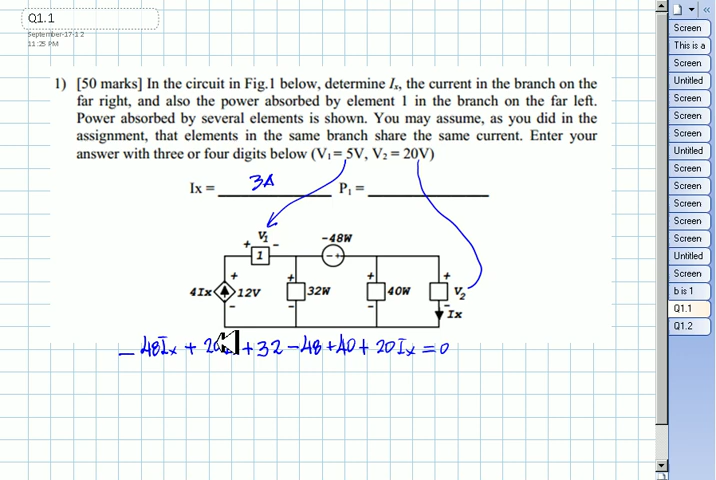 Q1.1
September-17-12
11:25 PM
1) [50 marks] In the circuit in Fig.1 below, determine Ix, the current in the branch on the
far right, and also the power absorbed by element 1 in the branch on the far left.
Power absorbed by several elements is shown. You may assume, as you did in the
assignment, that elements in the same branch share the same current. Enter your
answer with three or four digits below (V1 = 5V, V2 = 20V)
Ix = 3A P1 =
+ V1 - -48W
1 - +
+ + + +
4Ix 12V 32W 40W V2
- - - -
Ix
- 48Ix + 20 + 32 - 48 + 40 + 20Ix = 0
Screen
This is a
Screen
Untitled
Screen
Screen
Screen
Untitled
Screen
Screen
Screen
Screen
Screen
Untitled
Screen
b is 1
Q1.1
Q1.2